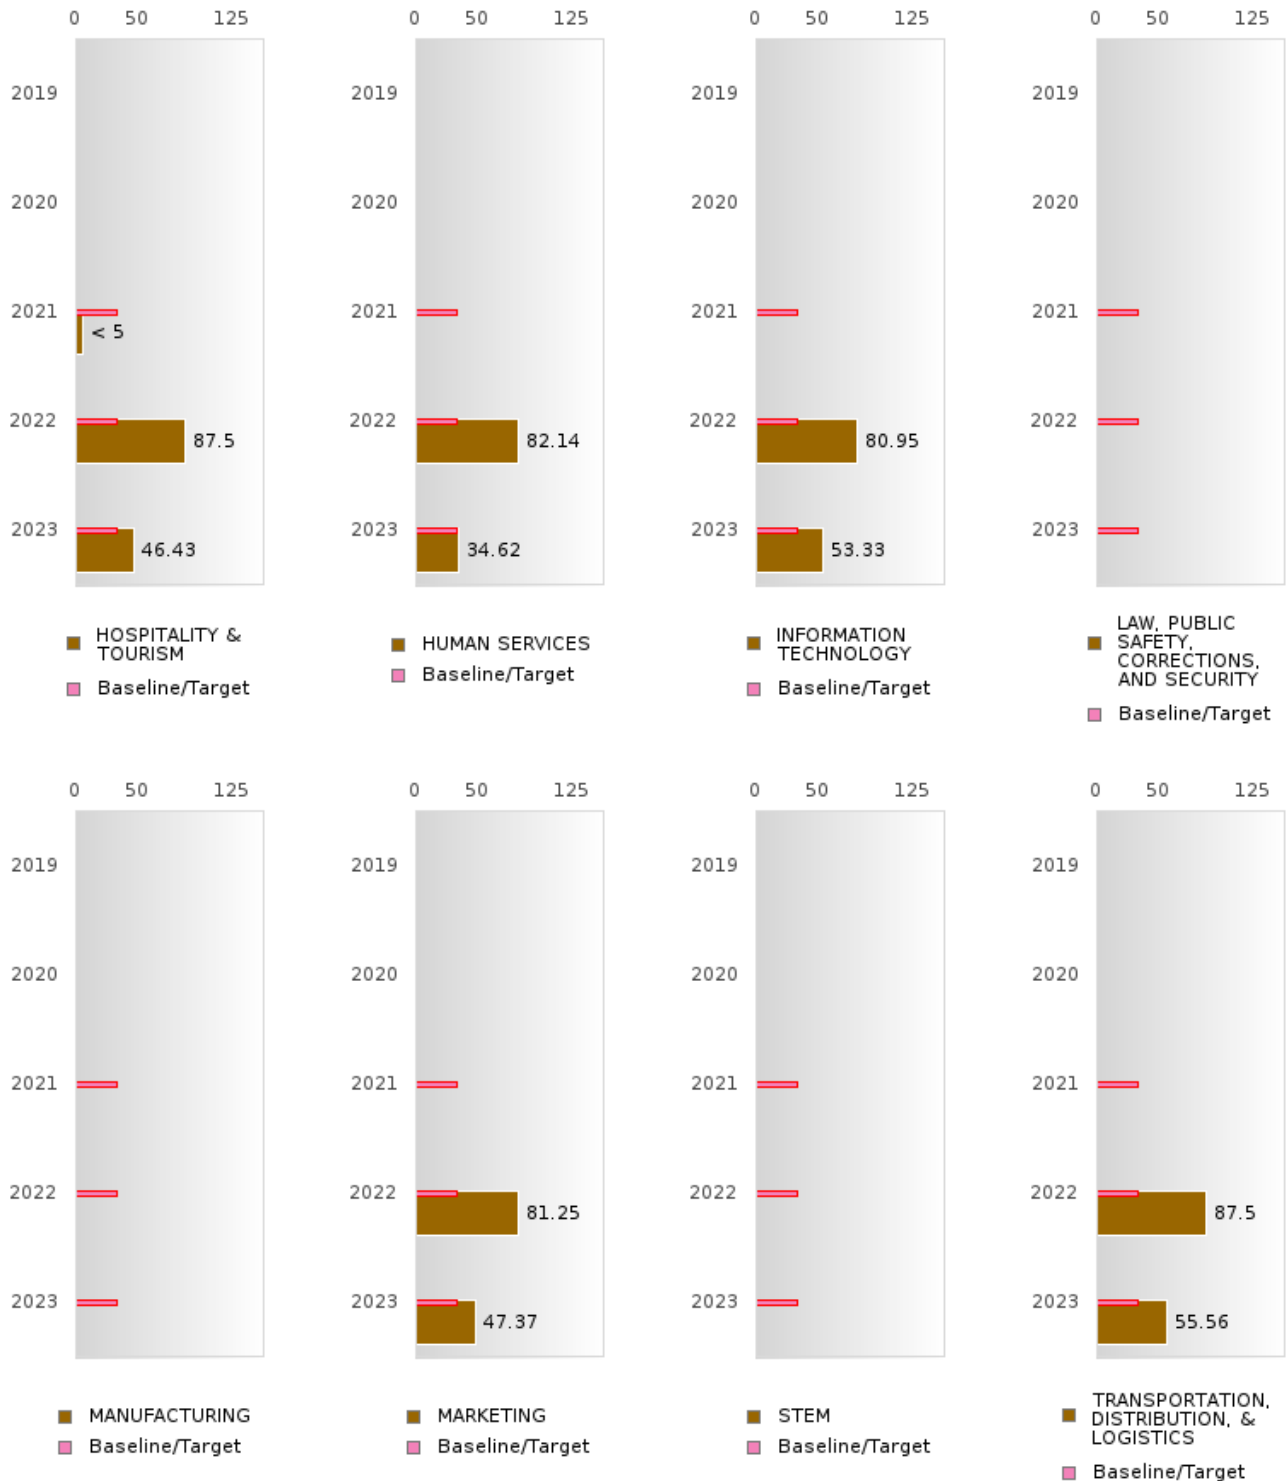 0 50 125 0 50 125 0 50 125 0 50 125
2019 2019 2019 2019
2020 2020 2020 2020
2021 2021 2021 2021
< 5
2022 2022 2022 2022
87.5 82.14 80.95
2023 2023 2023 2023
46.43 34.62 53.33
HOSPITALITY &
TOURISM
Baseline/Target
HUMAN SERVICES
Baseline/Target
INFORMATION
TECHNOLOGY
Baseline/Target
LAW, PUBLIC
SAFETY,
CORRECTIONS,
AND SECURITY
Baseline/Target
0 50 125 0 50 125 0 50 125 0 50 125
2019 2019 2019 2019
2020 2020 2020 2020
2021 2021 2021 2021
2022 2022 2022 2022
81.25 87.5
2023 2023 2023 2023
47.37 55.56
MANUFACTURING
Baseline/Target
MARKETING
Baseline/Target
STEM
Baseline/Target
TRANSPORTATION,
DISTRIBUTION, &
LOGISTICS
Baseline/Target